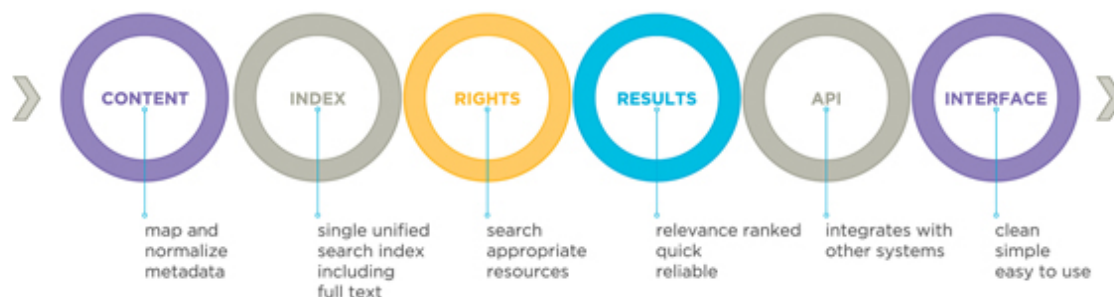 CONTENT
INDEX
RIGHTS
RESULTS
API
INTERFACE
map and
normalize
metadata
single unified
search index
including
full text
search
appropriate
resources
relevance ranked
quick
reliable
integrates with
other systems
clean
simple
easy to use